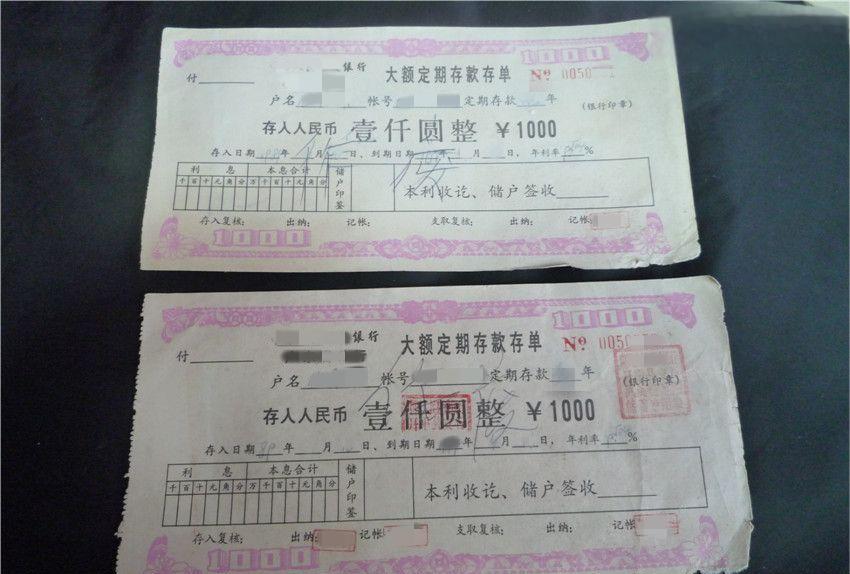 1000
银行 大额定期存款存单 No 0050
付
户名 帐号 定期存款 年 (银行印章)
存入人民币 壹仟圆整 ￥1000
存入日期 年 月 日、到期日期 年 月 日, 年利率 %
利息 本息合计 储户印签
千百十元角分万千百十元角分
本利收讫、储户签收
存入复核: 出纳: 记帐: 支取复核: 出纳: 记帐:
1000
1000
银行 大额定期存款存单 No 005
付
户名 帐号 定期存款 年 (银行印章)
存入人民币 壹仟圆整 ￥1000
存入日期 89 年 月 日、到期日期 年 月 日, 年利率 %
利息 本息合计 储户印签
千百十元角分万千百十元角分
本利收讫、储户签收
存入复核: 出纳: 记帐: 支取复核: 出纳: 记帐:
1000